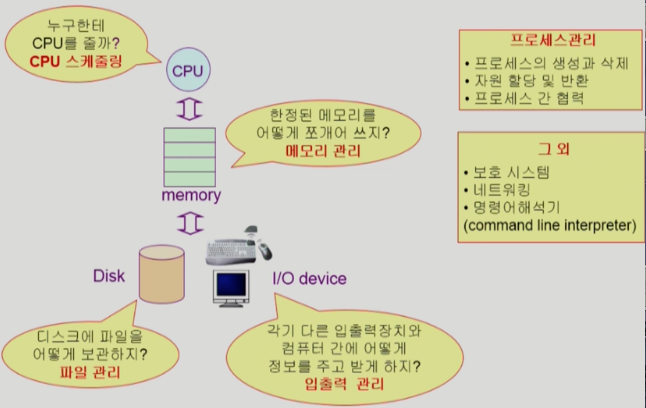 누구한테
CPU를 줄까?
CPU 스케줄링
CPU
한정된 메모리를
어떻게 쪼개어 쓰지?
메모리 관리
memory
Disk
I/O device
디스크에 파일을
어떻게 보관하지?
파일 관리
각기 다른 입출력장치와
컴퓨터 간에 어떻게
정보를 주고 받게 하지?
입출력 관리
프로세스관리
• 프로세스의 생성과 삭제
• 자원 할당 및 반환
• 프로세스 간 협력
그 외
• 보호 시스템
• 네트워킹
• 명령어해석기
(command line interpreter)